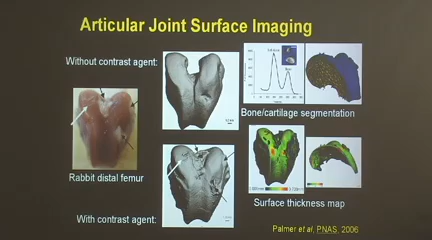 Articular Joint Surface Imaging
Without contrast agent:
Bone/cartilage segmentation
Rabbit distal femur
With contrast agent:
Surface thickness map
Palmer et al, PNAS, 2006